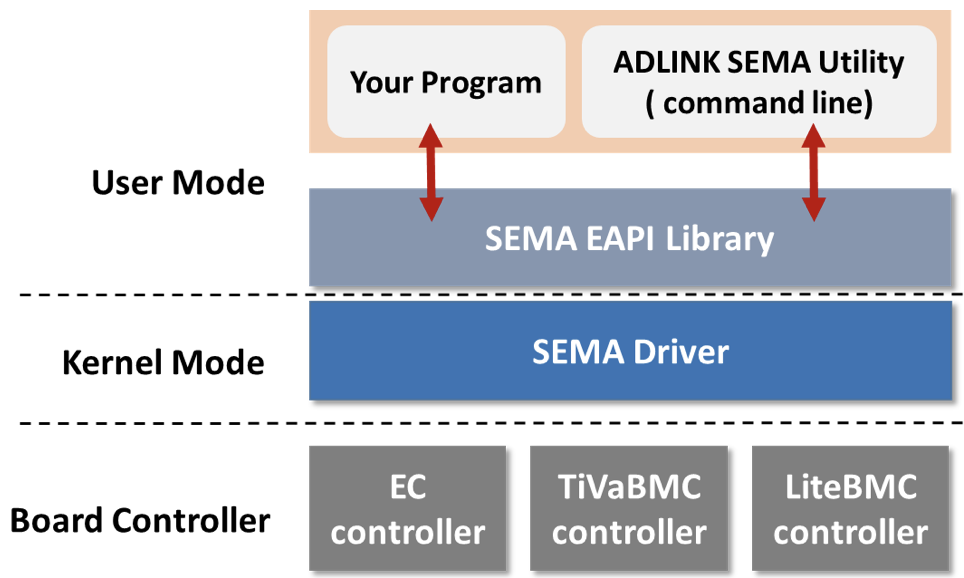 Your Program
ADLINK SEMA Utility
( command line)
User Mode
SEMA EAPI Library
Kernel Mode
SEMA Driver
Board Controller
EC
controller
TiVaBMC
controller
LiteBMC
controller